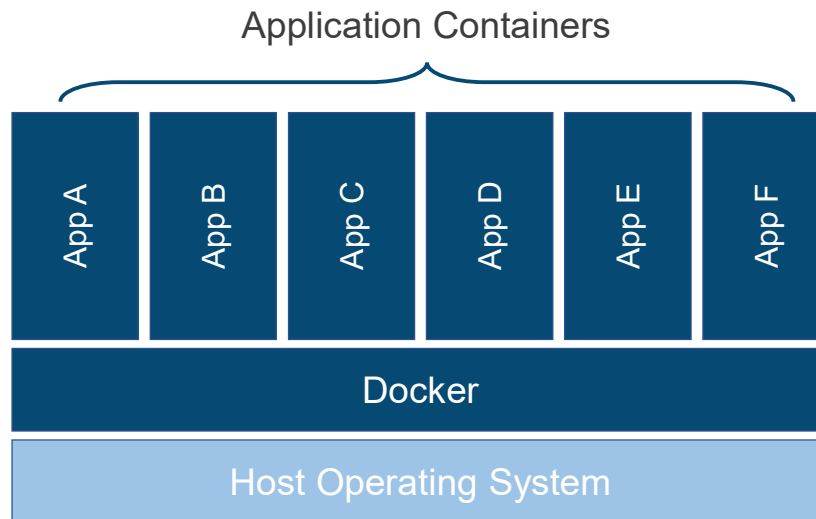 Application Containers
App A
App B
App C
App D
App E
App F
Docker
Host Operating System